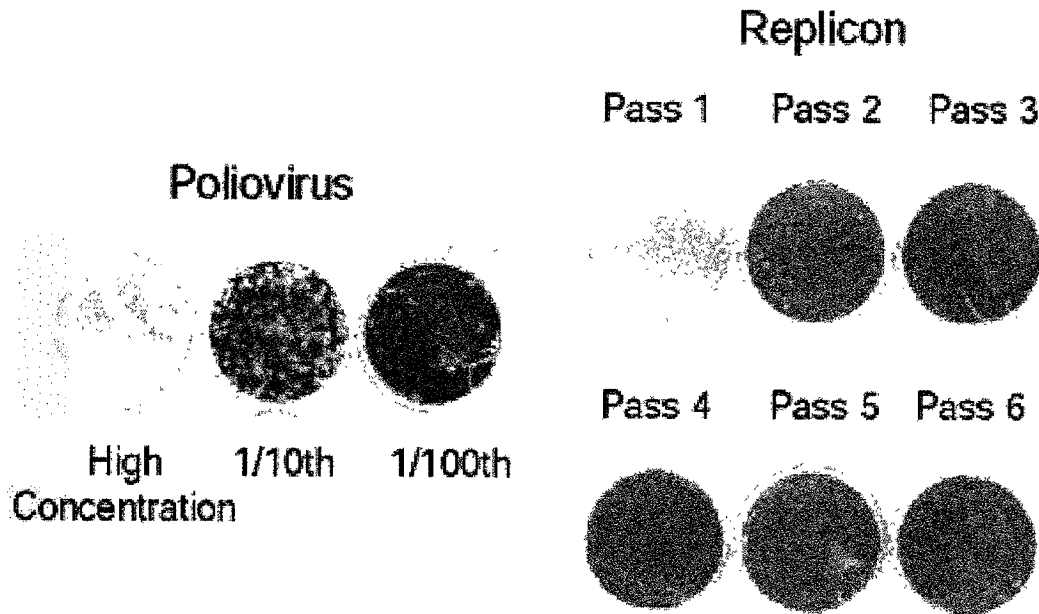 Poliovirus
High
Concentration
1/10th
1/100th
Replicon
Pass 1
Pass 2
Pass 3
Pass 4
Pass 5
Pass 6